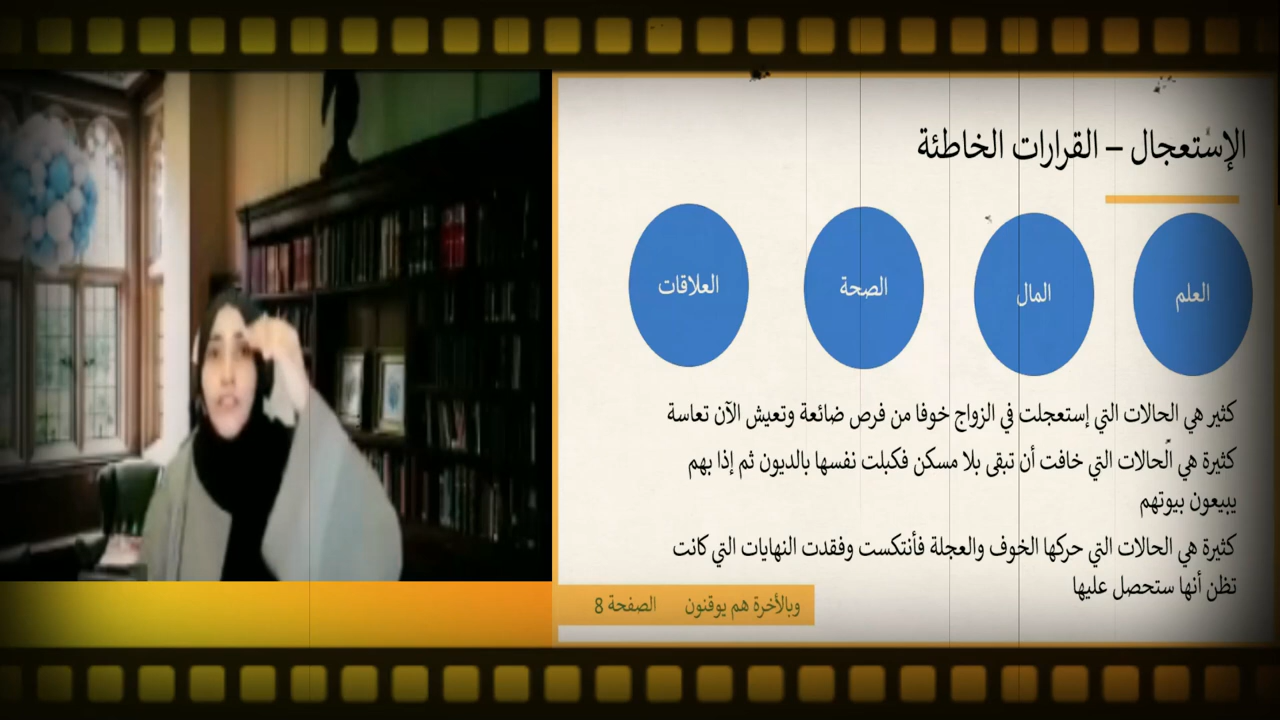 الإستعجال – القرارات الخاطئة
العلم
المال
الصحة
العلاقات
كثير هي الحالات التي إستعجلت في الزواج خوفا من فرص ضائعة وتعيش الآن تعاسة
كثيرة هي الحالات التي خافت أن تبقى بلا مسكن فكبلت نفسها بالديون ثم إذا بهم
يبيعون بيوتهم
كثيرة هي الحالات التي حركها الخوف والعجلة فأنتكست وفقدت النهايات التي كانت
تظن أنها ستحصل عليها
وبالأخرة هم يوقنون الصفحة 8